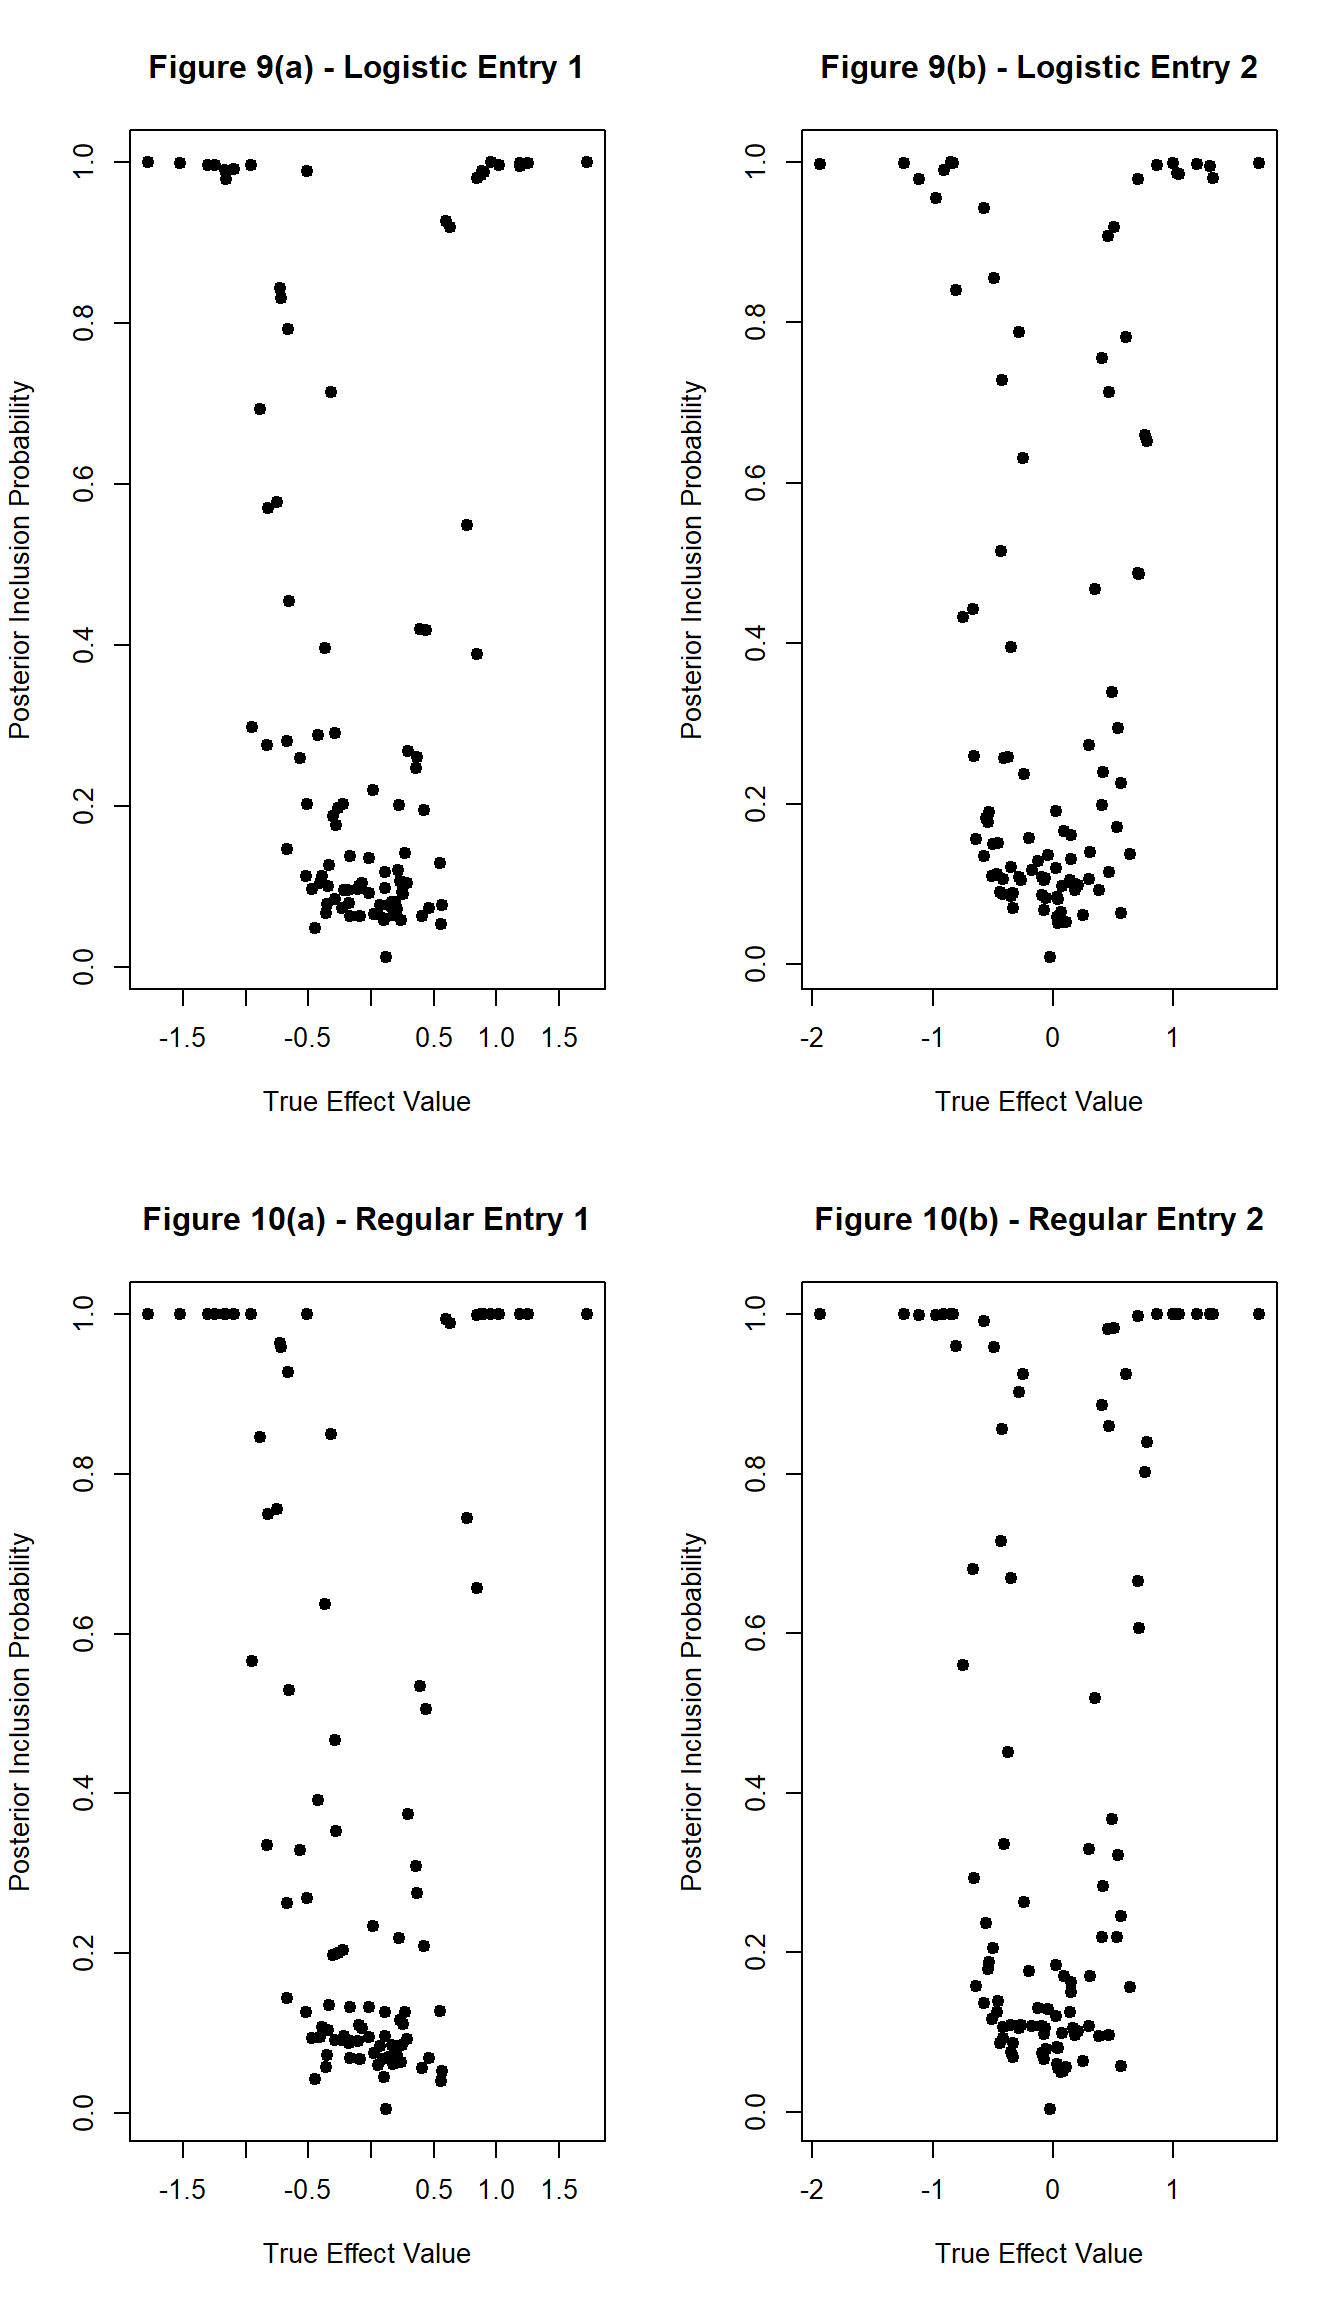 Figure 9(a) - Logistic Entry 1
Posterior Inclusion Probability
1.0
0.8
0.6
0.4
0.2
0.0
-1.5 -0.5 0.5 1.0 1.5
True Effect Value
Figure 9(b) - Logistic Entry 2
Posterior Inclusion Probability
1.0
0.8
0.6
0.4
0.2
0.0
-2 -1 0 1
True Effect Value
Figure 10(a) - Regular Entry 1
Posterior Inclusion Probability
1.0
0.8
0.6
0.4
0.2
0.0
-1.5 -0.5 0.5 1.0 1.5
True Effect Value
Figure 10(b) - Regular Entry 2
Posterior Inclusion Probability
1.0
0.8
0.6
0.4
0.2
0.0
-2 -1 0 1
True Effect Value